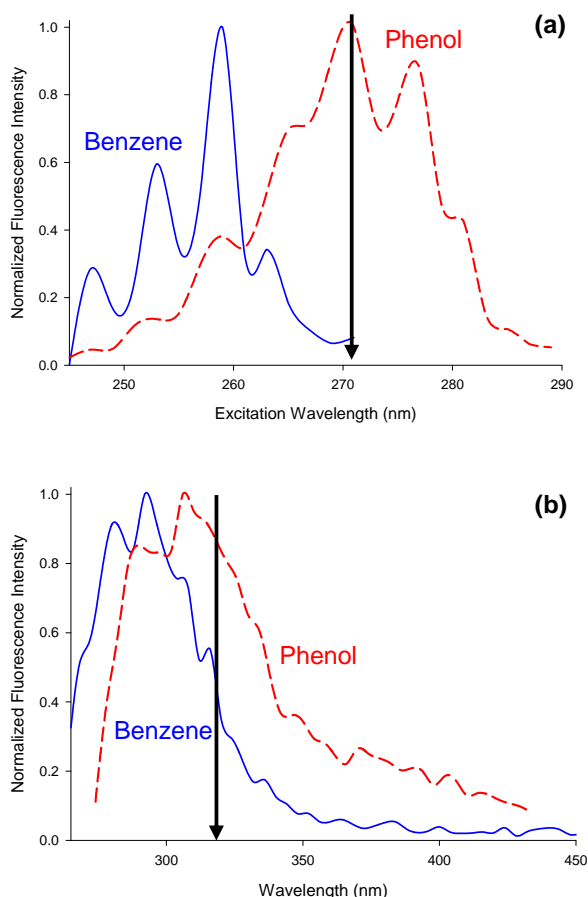 (a)
Phenol
Benzene
Normalized Fluorescence Intensity
1.0
0.8
0.6
0.4
0.2
0.0
250 260 270 280 290
Excitation Wavelength (nm)
(b)
Phenol
Benzene
Normalized Fluorescence Intensity
1.0
0.8
0.6
0.4
0.2
0.0
300 350 400 450
Wavelength (nm)